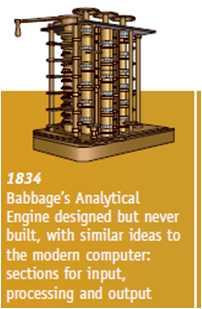 1834
Babbage's Analytical
Engine designed but never
built, with similar ideas to
the modern computer:
sections for input,
processing and output